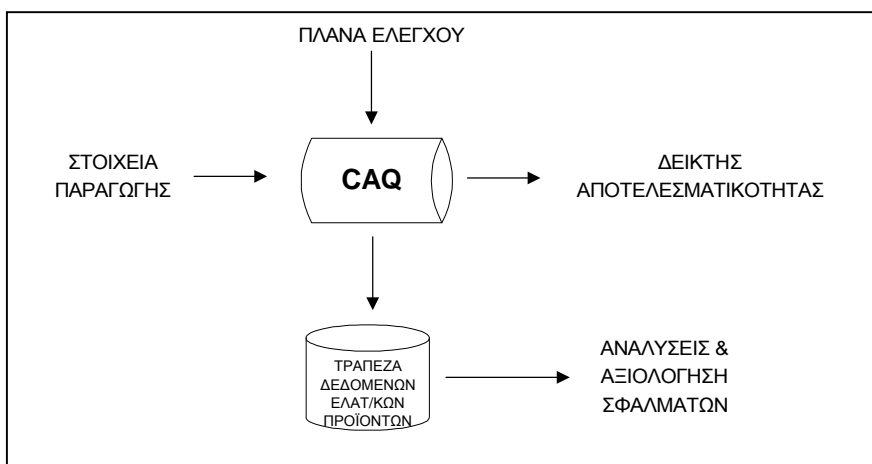 ΠΛΑΝΑ ΕΛΕΓΧΟΥ
ΣΤΟΙΧΕΙΑ
ΠΑΡΑΓΩΓΗΣ
CAQ
ΔΕΙΚΤΗΣ
ΑΠΟΤΕΛΕΣΜΑΤΙΚΟΤΗΤΑΣ
ΤΡΑΠΕΖΑ
ΔΕΔΟΜΕΝΩΝ
ΕΛΑΤ/ΚΩΝ
ΠΡΟΪΟΝΤΩΝ
ΑΝΑΛΥΣΕΙΣ &
ΑΞΙΟΛΟΓΗΣΗ
ΣΦΑΛΜΑΤΩΝ